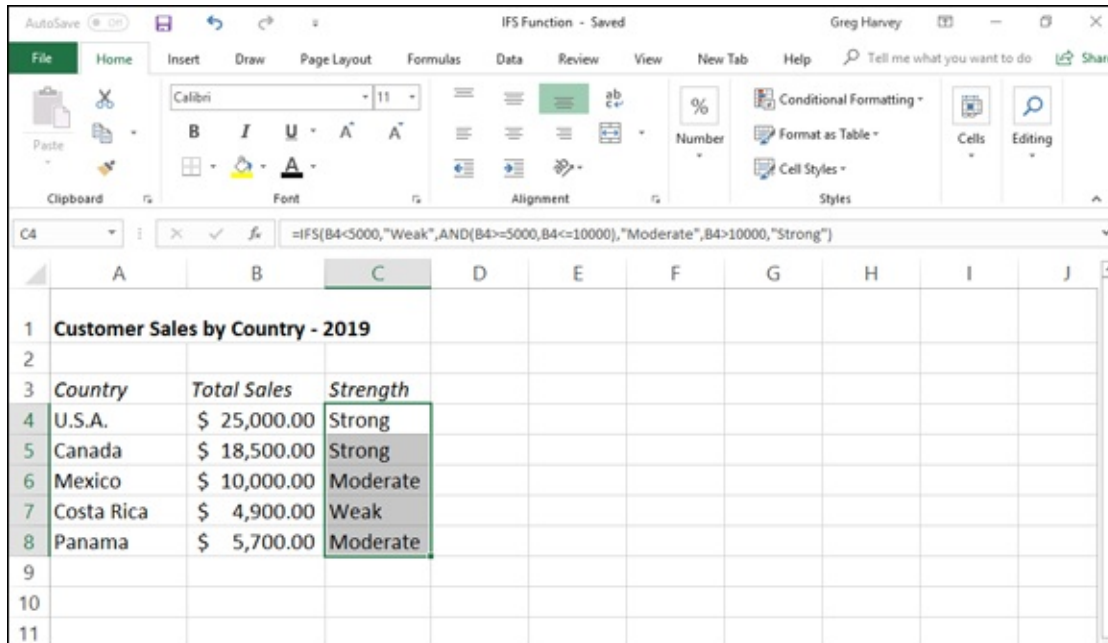 AutoSave Off IFS Function - Saved Greg Harvey
File Home Insert Draw Page Layout Formulas Data Review View New Tab Help Tell me what you want to do Shar
Paste
Calibri 11
B I U A A A
ab
%
Number
Conditional Formatting
Format as Table
Cell Styles
Cells
Editing
Clipboard Font Alignment Styles
C4 fx =IFS(B4<5000,"Weak",AND(B4>=5000,B4<=10000),"Moderate",B4>10000,"Strong")
A B C D E F G H I J
1 Customer Sales by Country - 2019
2
3 Country Total Sales Strength
4 U.S.A. $ 25,000.00 Strong
5 Canada $ 18,500.00 Strong
6 Mexico $ 10,000.00 Moderate
7 Costa Rica $ 4,900.00 Weak
8 Panama $ 5,700.00 Moderate
9
10
11